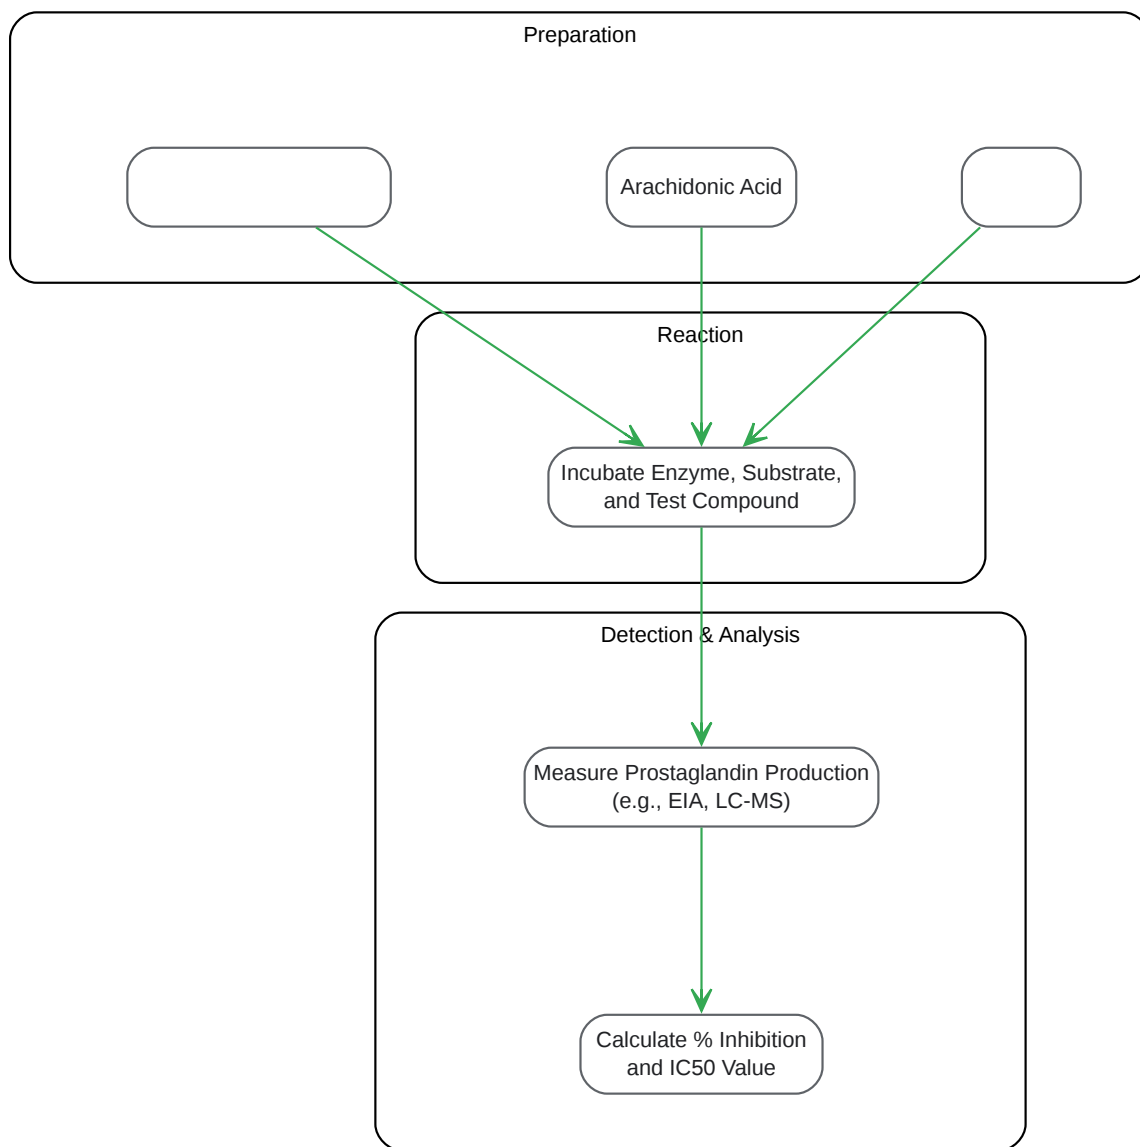 Preparation
Arachidonic Acid
Reaction
Incubate Enzyme, Substrate,
and Test Compound
Detection & Analysis
Measure Prostaglandin Production
(e.g., EIA, LC-MS)
Calculate % Inhibition
and IC50 Value